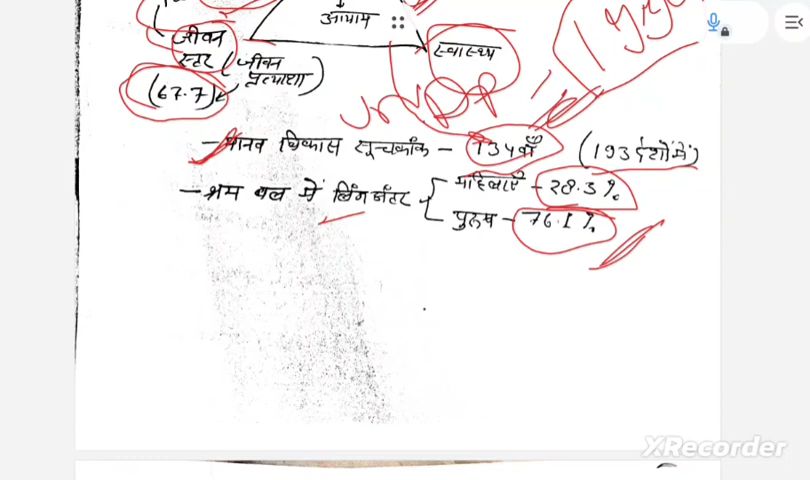 आयाम
स्वास्थ्य
जीवन
स्तर (जीवन
प्रत्याशा)
(67.7)
UNDP
- मानव विकास सूचकांक - 134वाँ (193 देशों में)
- श्रम बल में लिंग अंतर
महिलाएँ - 28.3 %
पुरुष - 76.1 %
XRecorder